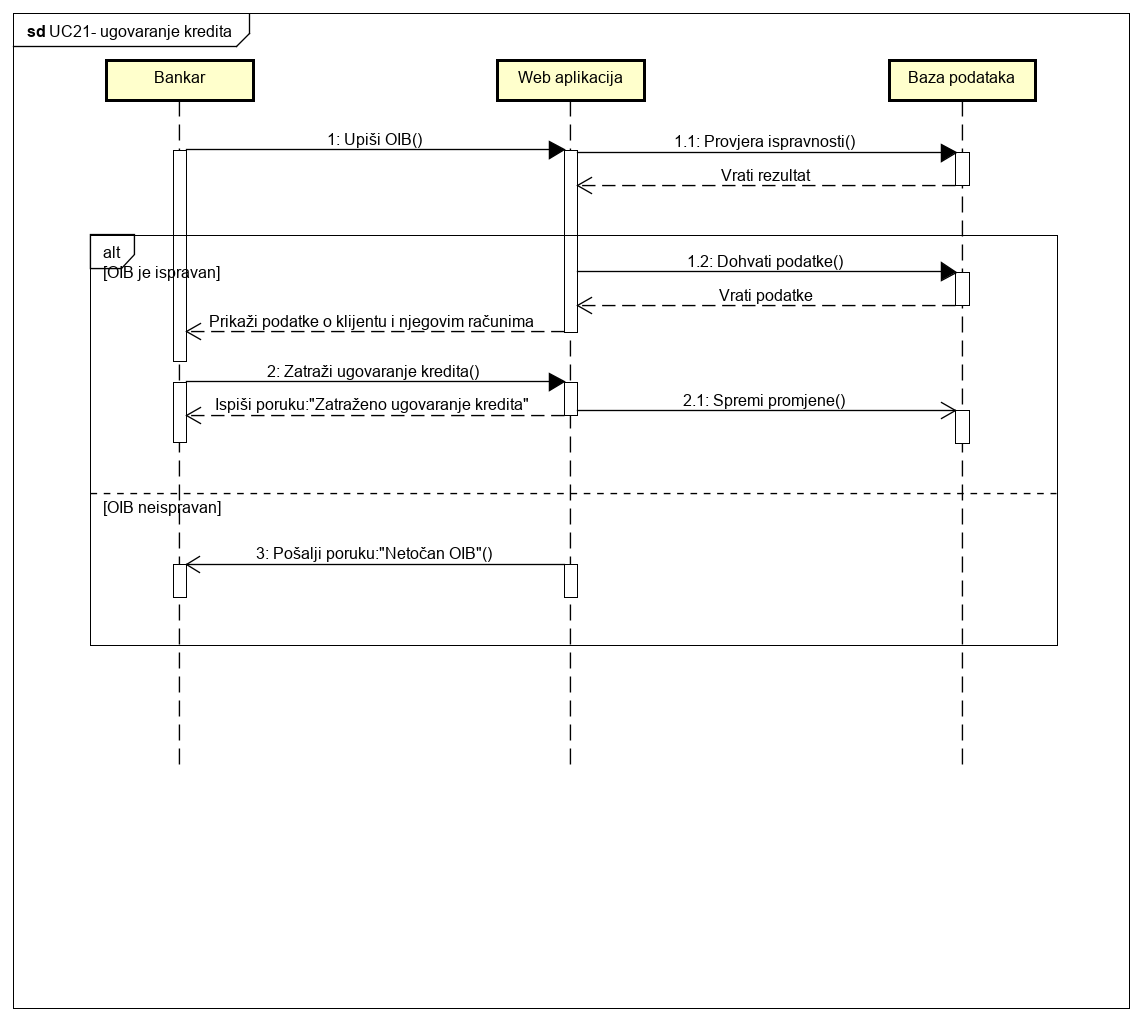 sd UC21- ugovaranje kredita
Bankar
Web aplikacija
Baza podataka
1: Upiši OIB()
1.1: Provjera ispravnosti()
Vrati rezultat
alt
[OIB je ispravan]
1.2: Dohvati podatke()
Vrati podatke
Prikaži podatke o klijentu i njegovim računima
2: Zatraži ugovaranje kredita()
Ispiši poruku:"Zatraženo ugovaranje kredita"
2.1: Spremi promjene()
[OIB neispravan]
3: Pošalji poruku:"Netočan OIB"()